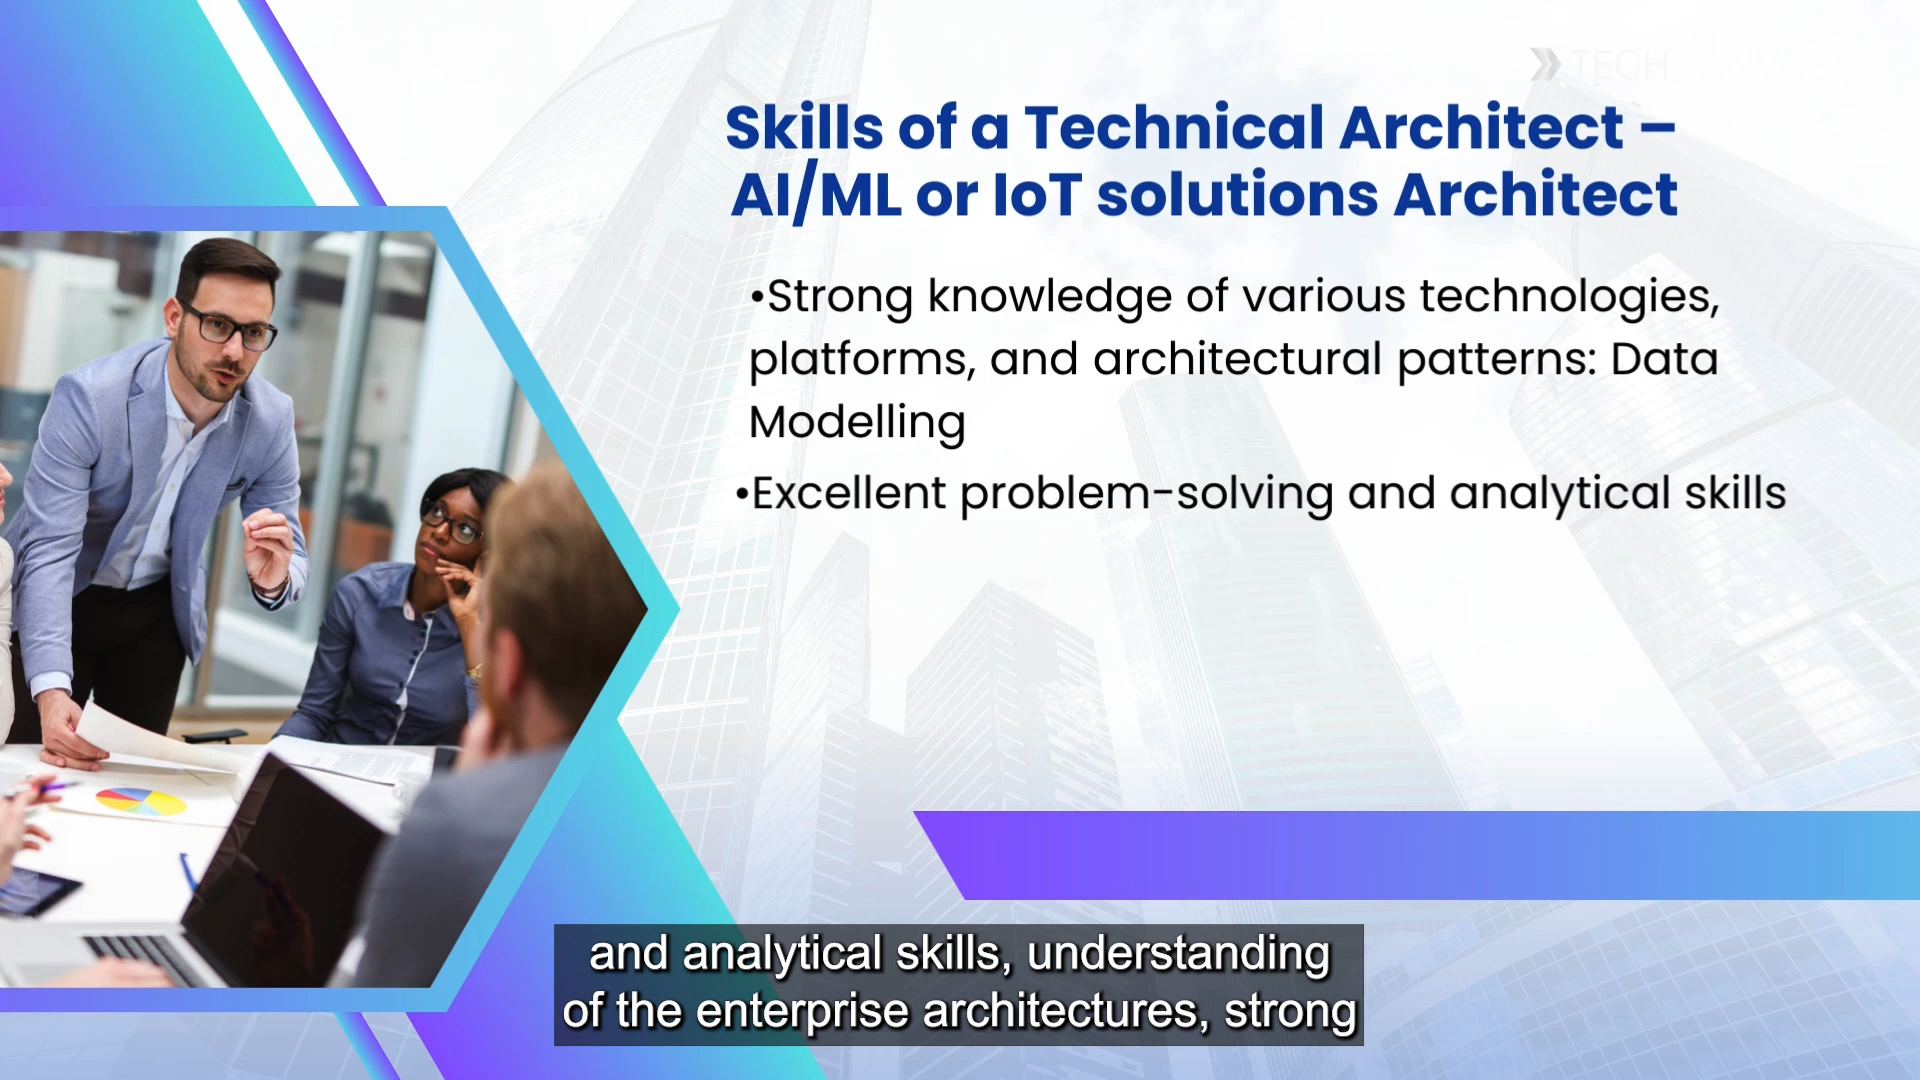 TECH
Skills of a Technical Architect –
AI/ML or IoT solutions Architect
•Strong knowledge of various technologies,
platforms, and architectural patterns: Data
Modelling
•Excellent problem-solving and analytical skills
and analytical skills, understanding
of the enterprise architectures, strong